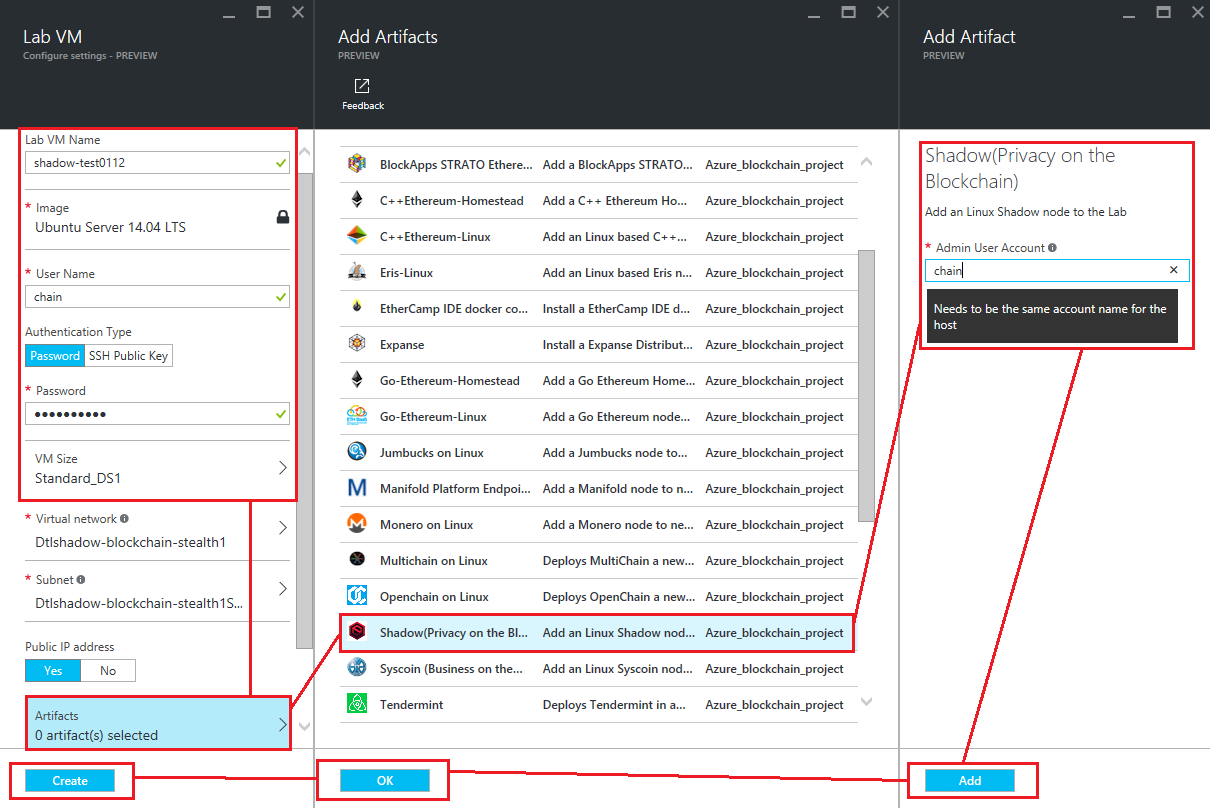 Lab VM
Configure settings - PREVIEW
Lab VM Name
shadow-test0112
* Image
Ubuntu Server 14.04 LTS
* User Name
chain
Authentication Type
Password SSH Public Key
* Password
VM Size
Standard_DS1
* Virtual network
Dtlshadow-blockchain-stealth1
* Subnet
Dtlshadow-blockchain-stealth1S...
Public IP address
Yes No
Artifacts
0 artifact(s) selected
Create
Add Artifacts
PREVIEW
Feedback
BlockApps STRATO Ethere... Add a BlockApps STRATO... Azure_blockchain_project
C++Ethereum-Homestead Add a C++ Ethereum Ho... Azure_blockchain_project
C++Ethereum-Linux Add an Linux based C++... Azure_blockchain_project
Eris-Linux Add an Linux based Eris n... Azure_blockchain_project
EtherCamp IDE docker co... Install a EtherCamp IDE d... Azure_blockchain_project
Expanse Install a Expanse Distribut... Azure_blockchain_project
Go-Ethereum-Homestead Add a Go Ethereum Home... Azure_blockchain_project
Go-Ethereum-Linux Add a Go Ethereum node... Azure_blockchain_project
Jumbucks on Linux Add a Jumbucks node to... Azure_blockchain_project
Manifold Platform Endpoi... Add a Manifold node to n... Azure_blockchain_project
Monero on Linux Add a Monero node to ne... Azure_blockchain_project
Multichain on Linux Deploys MultiChain a new... Azure_blockchain_project
Openchain on Linux Deploys OpenChain a new... Azure_blockchain_project
Shadow(Privacy on the Bl... Add an Linux Shadow nod... Azure_blockchain_project
Syscoin (Business on the... Add an Linux Syscoin nod... Azure_blockchain_project
Tendermint Deploys Tendermint in a... Azure_blockchain_project
OK
Add Artifact
PREVIEW
Shadow(Privacy on the
Blockchain)
Add an Linux Shadow node to the Lab
* Admin User Account
chain
Needs to be the same account name for the
host
Add